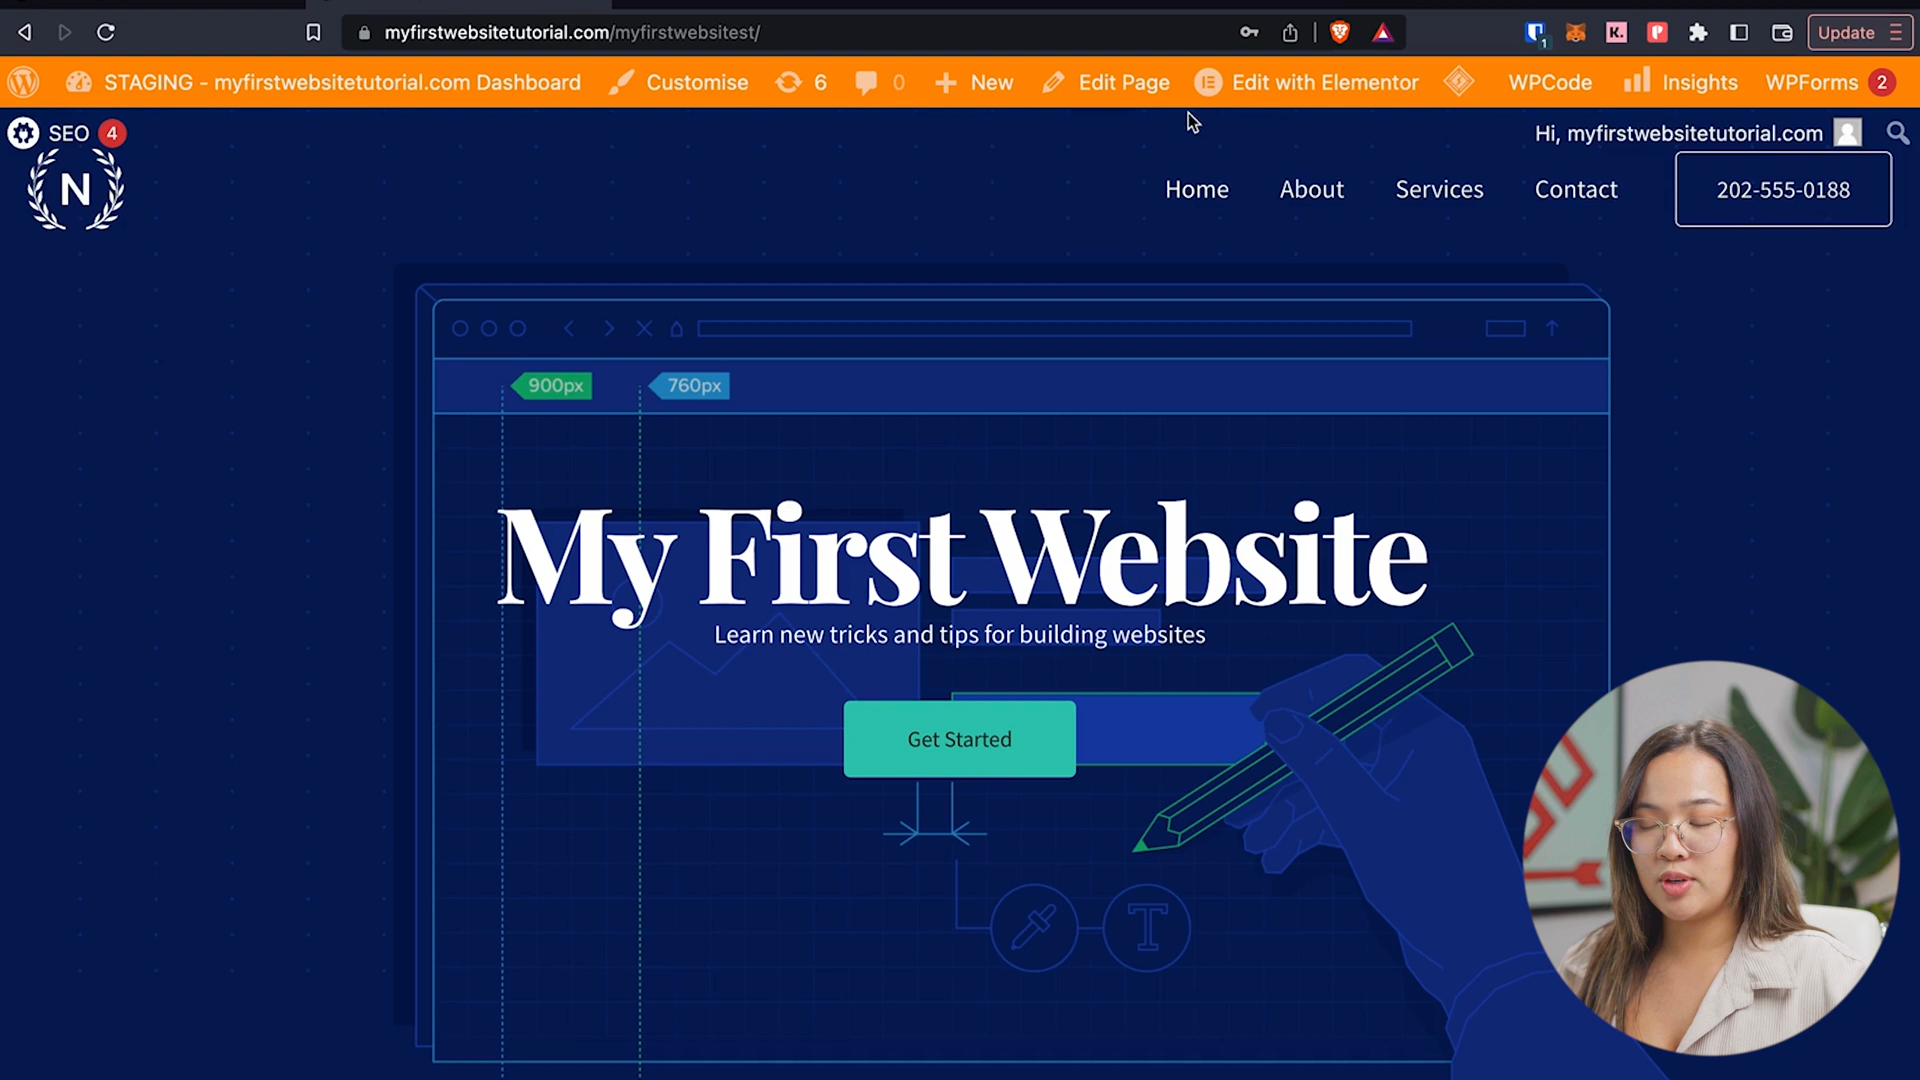 myfirstwebsitetutorial.com/myfirstwebsitest/
1
K.
Update
STAGING - myfirstwebsitetutorial.com Dashboard
Customise
6
0
New
Edit Page
Edit with Elementor
WPCode
Insights
WPForms 2
SEO 4
Hi, myfirstwebsitetutorial.com
N
Home
About
Services
Contact
202-555-0188
900px
760px
My First Website
Learn new tricks and tips for building websites
Get Started
T